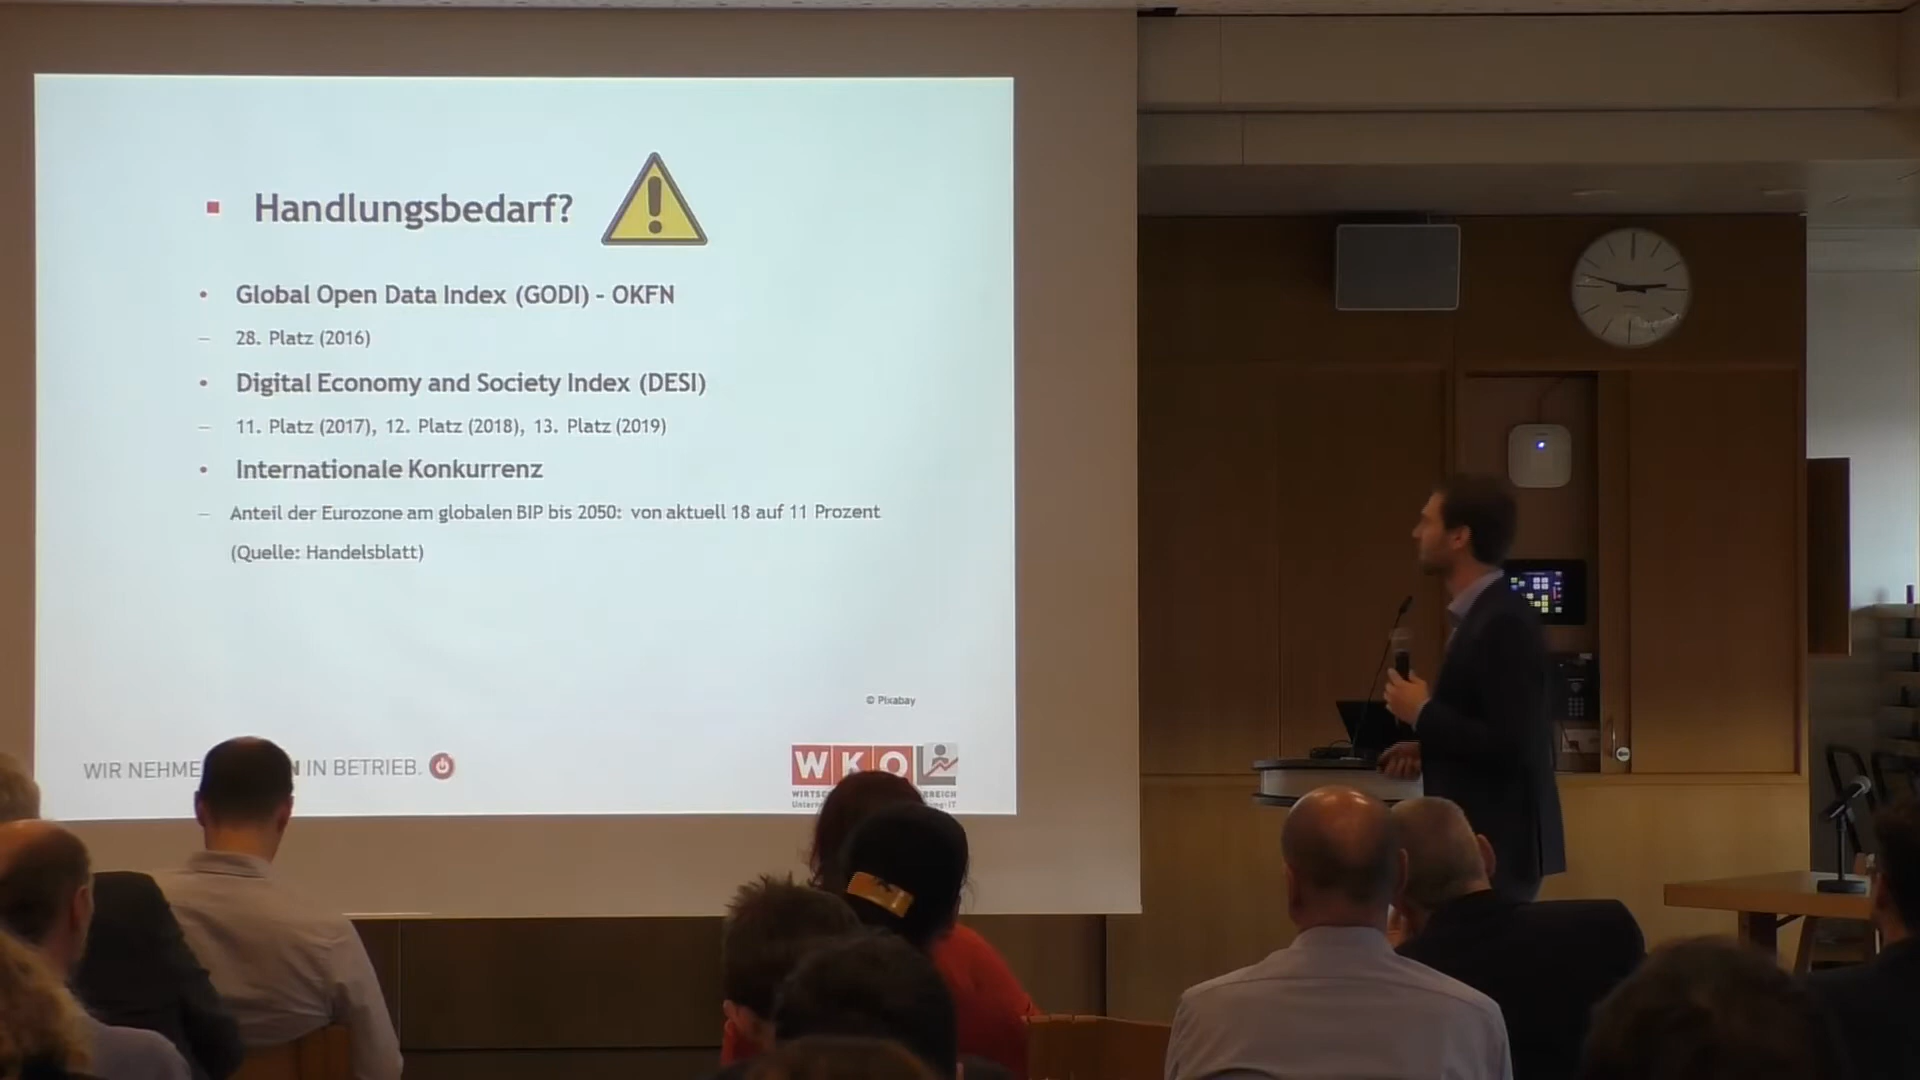 Handlungsbedarf?
Global Open Data Index (GODI) - OKFN
28. Platz (2016)
Digital Economy and Society Index (DESI)
11. Platz (2017), 12. Platz (2018), 13. Platz (2019)
Internationale Konkurrenz
Anteil der Eurozone am globalen BIP bis 2050: von aktuell 18 auf 11 Prozent
(Quelle: Handelsblatt)
© Pixabay
WIR IN BETRIEB.
WKO